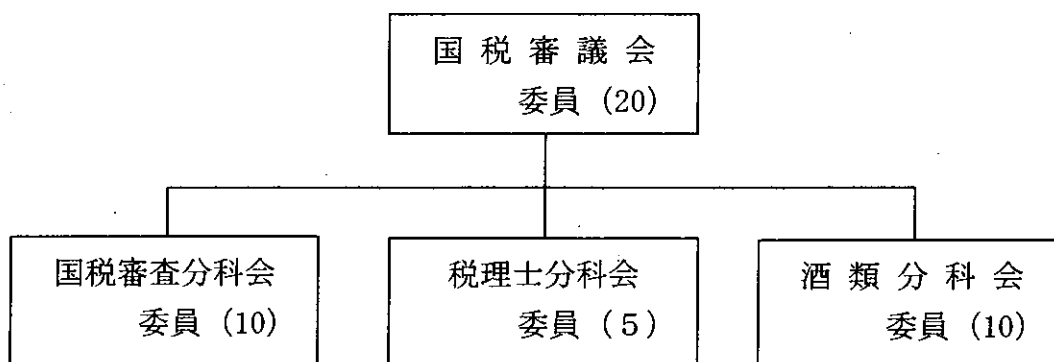 国税審議会
委員 (20)
国税審査分科会
委員 (10)
税理士分科会
委員 (5)
酒類分科会
委員 (10)